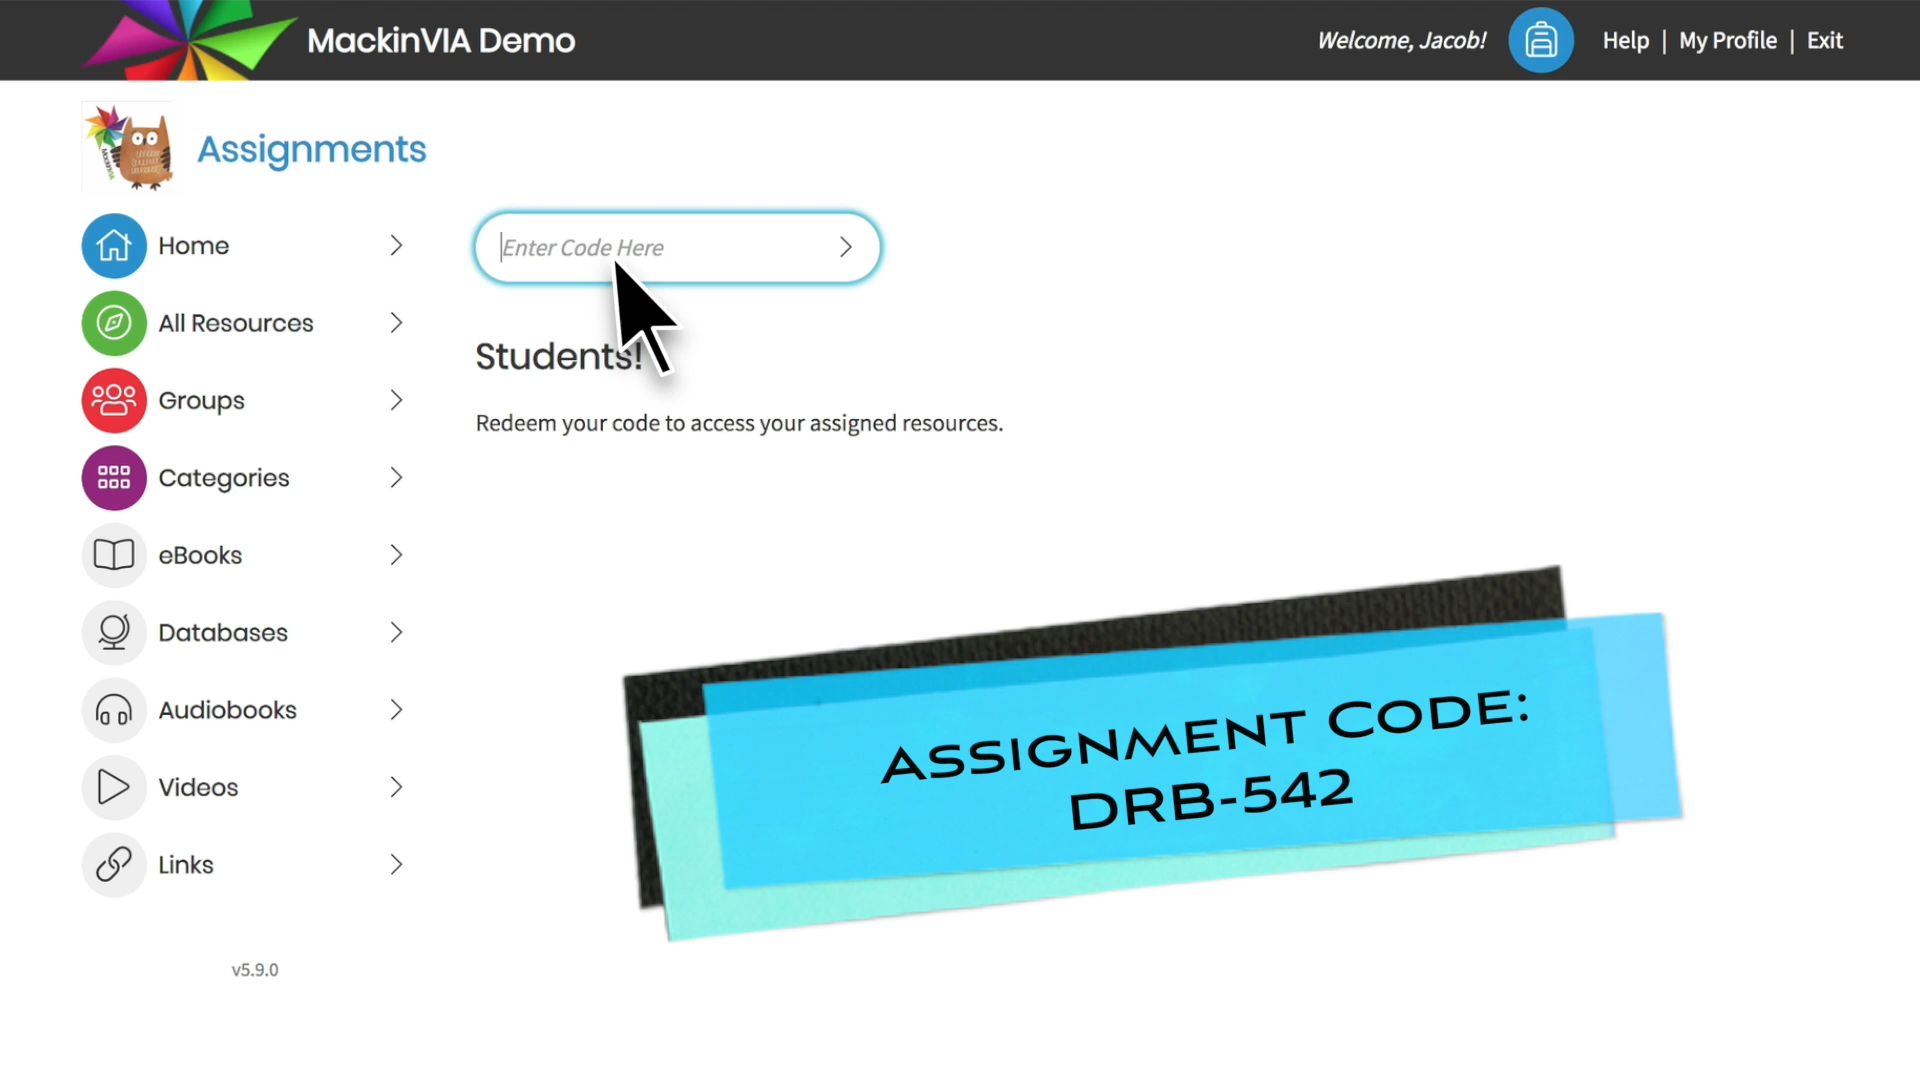 MackinVIA Demo
Welcome, Jacob!
Help | My Profile | Exit
MackinVIA
Assignments
Home
All Resources
Groups
Categories
eBooks
Databases
Audiobooks
Videos
Links
v5.9.0
Enter Code Here
Students!
Redeem your code to access your assigned resources.
Assignment Code:
DRB-542